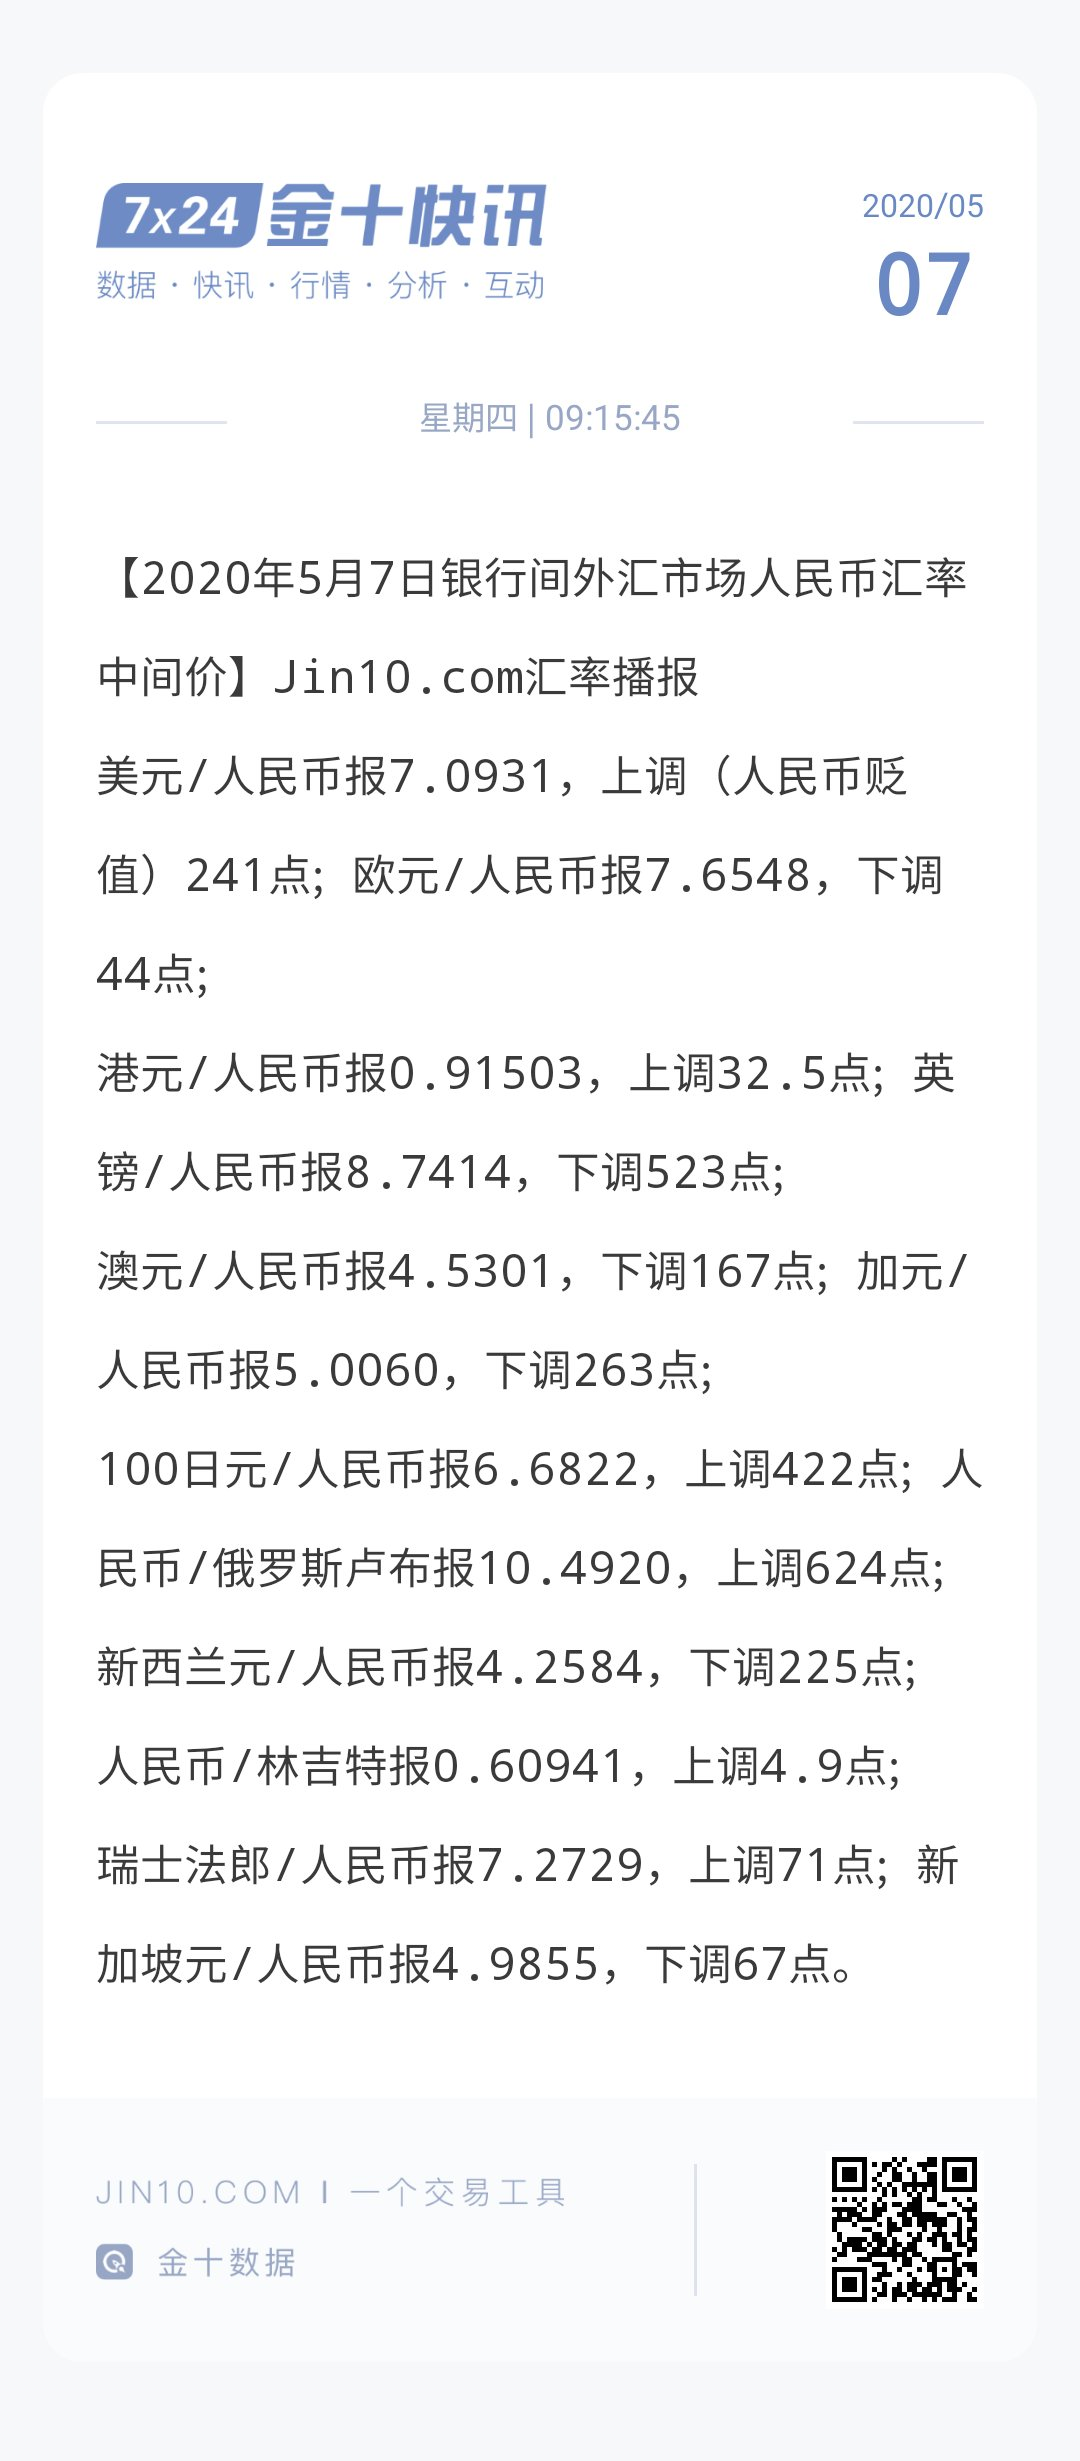 7x24 金十快讯
数据 · 快讯 · 行情 · 分析 · 互动
2020/05
07
星期四 | 09:15:45
【2020年5月7日银行间外汇市场人民币汇率
中间价】Jin10.com汇率播报
美元/人民币报7.0931，上调（人民币贬
值）241点；欧元/人民币报7.6548，下调
44点；
港元/人民币报0.91503，上调32.5点；英
镑/人民币报8.7414，下调523点；
澳元/人民币报4.5301，下调167点；加元/
人民币报5.0060，下调263点；
100日元/人民币报6.6822，上调422点；人
民币/俄罗斯卢布报10.4920，上调624点；
新西兰元/人民币报4.2584，下调225点；
人民币/林吉特报0.60941，上调4.9点；
瑞士法郎/人民币报7.2729，上调71点；新
加坡元/人民币报4.9855，下调67点。
JIN10.COM | 一个交易工具
金十数据